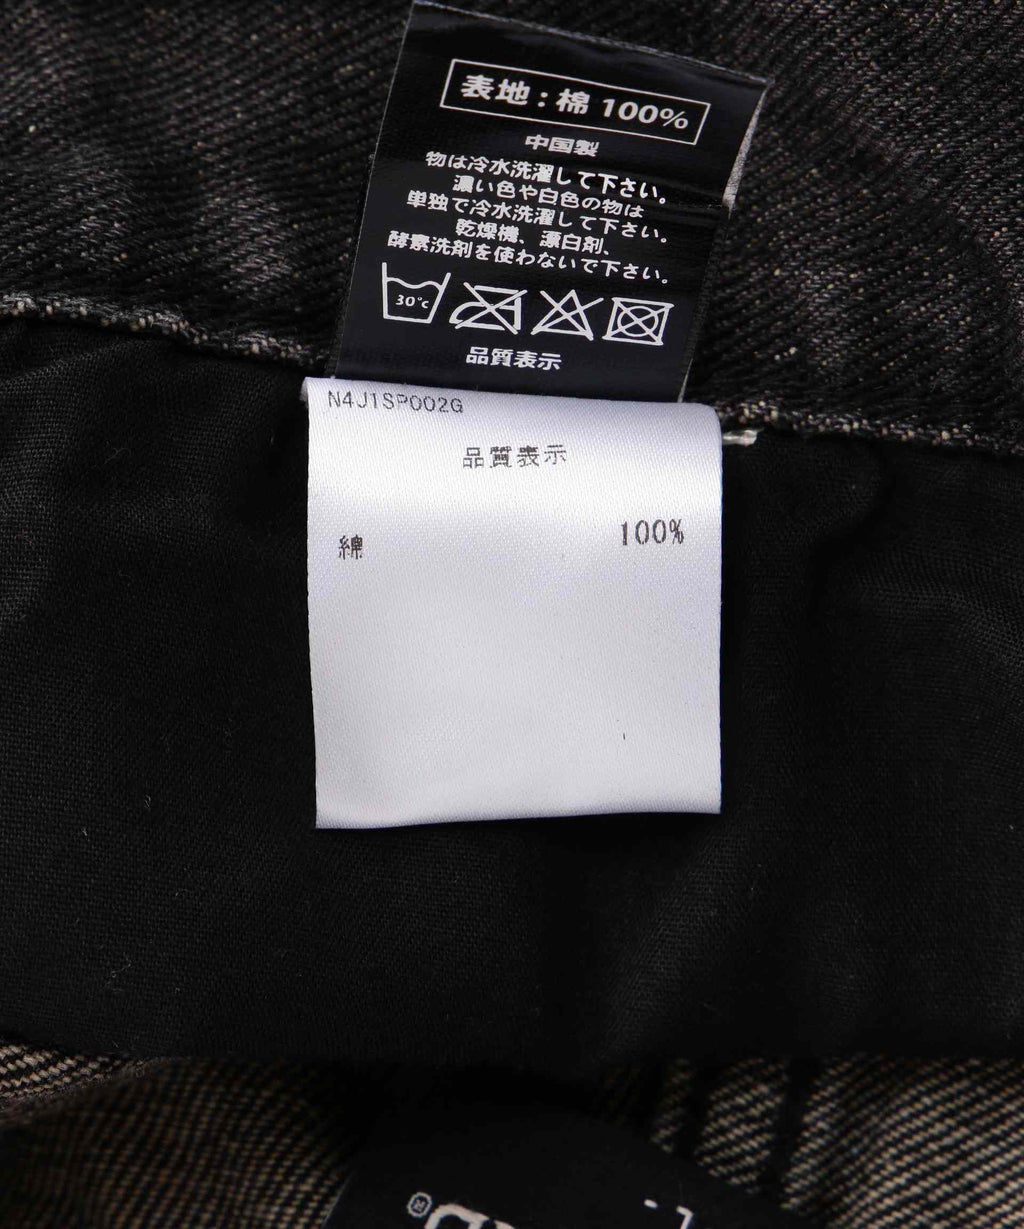 表地:棉 100%
中国製
物は冷水洗濯して下さい。
濃い色や白色の物は
単独で冷水洗濯して下さい。
乾燥機、漂白剤、
酵素洗剤を使わないで下さい。
30°c
品質表示
N4J1SP002G
品質表示
綿 100%